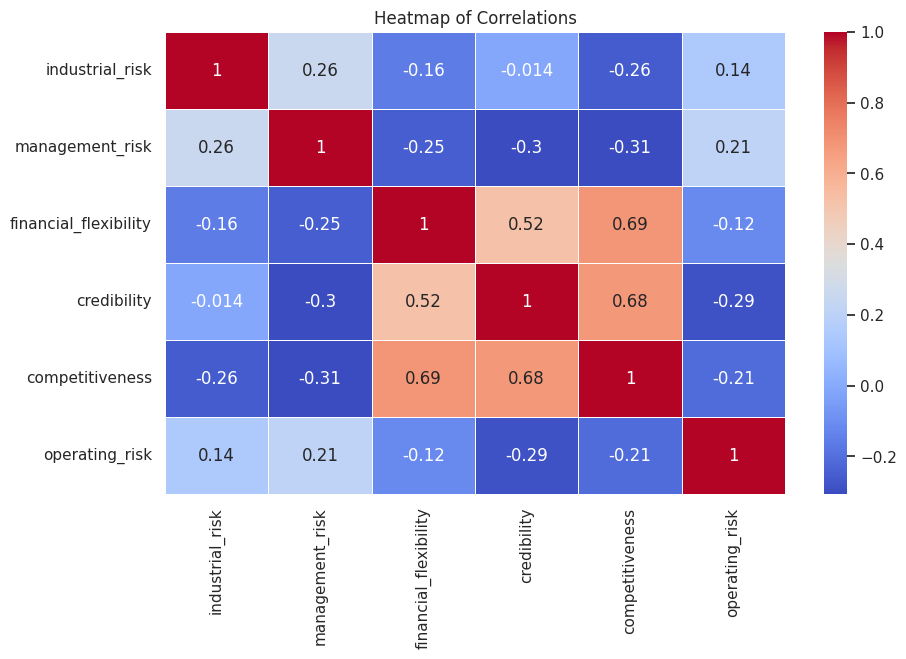 Heatmap of Correlations
industrial_risk 1 0.26 -0.16 -0.014 -0.26 0.14
management_risk 0.26 1 -0.25 -0.3 -0.31 0.21
financial_flexibility -0.16 -0.25 1 0.52 0.69 -0.12
credibility -0.014 -0.3 0.52 1 0.68 -0.29
competitiveness -0.26 -0.31 0.69 0.68 1 -0.21
operating_risk 0.14 0.21 -0.12 -0.29 -0.21 1
industrial_risk
management_risk
financial_flexibility
credibility
competitiveness
operating_risk
1.0
0.8
0.6
0.4
0.2
0.0
−0.2